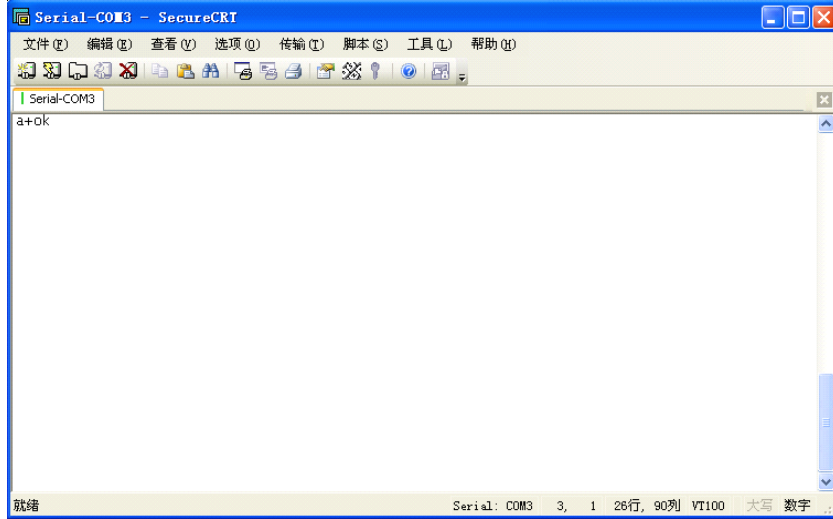 Serial-COM3 - SecureCRT
文件(F) 编辑(E) 查看(V) 选项(O) 传输(T) 脚本(S) 工具(L) 帮助(H)
Serial-COM3
a+ok
就绪 Serial: COM3 3, 1 26行, 90列 VT100 大写 数字